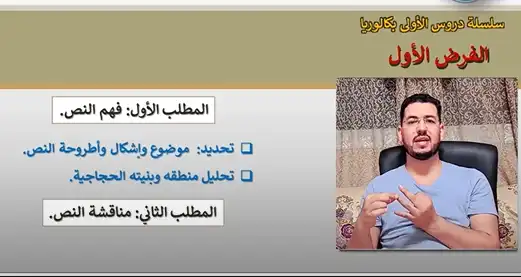 سلسلة دروس الأولى بكالوريا
الفرض الأول
المطلب الأول: فهم النص.
تحديد: موضوع وإشكال وأطروحة النص.
تحليل منطقه وبنيته الحجاجية.
المطلب الثاني: مناقشة النص.